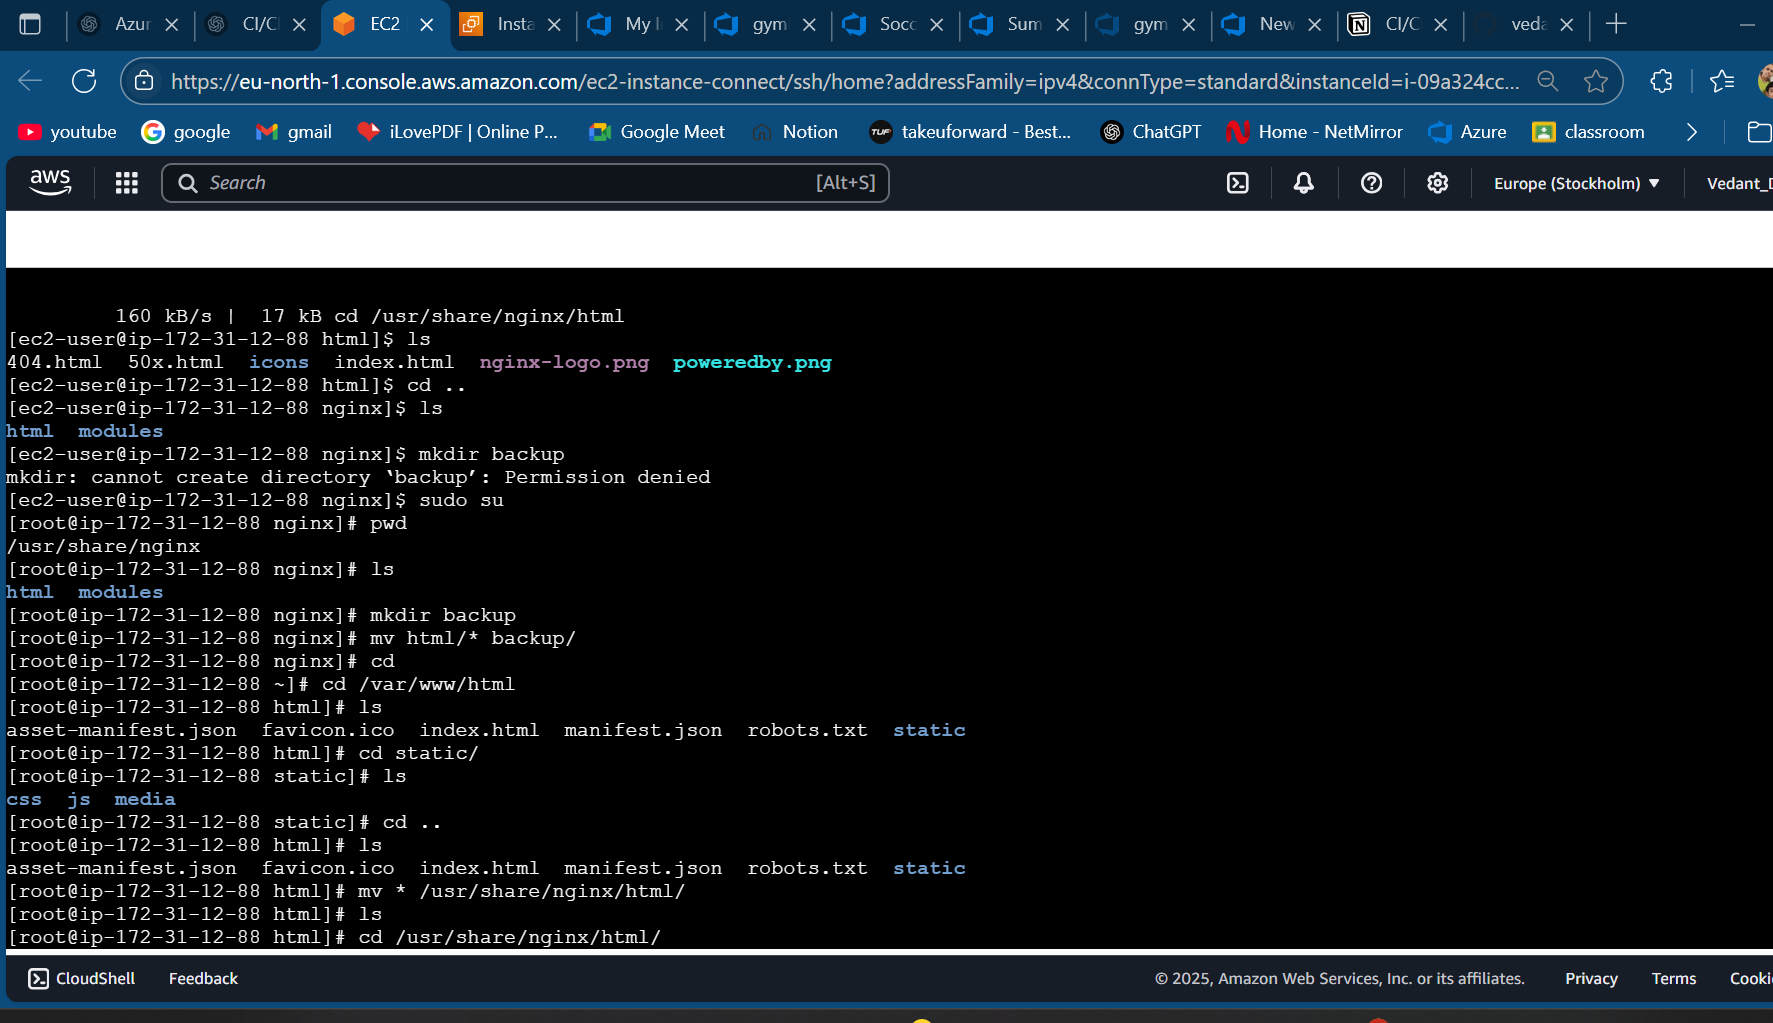 Azur
CI/C
EC2
Insta
My I
gym
Socc
Sum
gym
New
CI/C
veda
https://eu-north-1.console.aws.amazon.com/ec2-instance-connect/ssh/home?addressFamily=ipv4&connType=standard&instanceId=i-09a324cc...
youtube
google
gmail
iLovePDF | Online P...
Google Meet
Notion
TUF
takeuforward - Best...
ChatGPT
Home - NetMirror
Azure
classroom
aws
Search
[Alt+S]
Europe (Stockholm)
Vedant_D
160 kB/s |  17 kB cd /usr/share/nginx/html
[ec2-user@ip-172-31-12-88 html]$ ls
404.html  50x.html  icons  index.html  nginx-logo.png  poweredby.png
[ec2-user@ip-172-31-12-88 html]$ cd ..
[ec2-user@ip-172-31-12-88 nginx]$ ls
html  modules
[ec2-user@ip-172-31-12-88 nginx]$ mkdir backup
mkdir: cannot create directory ‘backup’: Permission denied
[ec2-user@ip-172-31-12-88 nginx]$ sudo su
[root@ip-172-31-12-88 nginx]# pwd
/usr/share/nginx
[root@ip-172-31-12-88 nginx]# ls
html  modules
[root@ip-172-31-12-88 nginx]# mkdir backup
[root@ip-172-31-12-88 nginx]# mv html/* backup/
[root@ip-172-31-12-88 nginx]# cd
[root@ip-172-31-12-88 ~]# cd /var/www/html
[root@ip-172-31-12-88 html]# ls
asset-manifest.json  favicon.ico  index.html  manifest.json  robots.txt  static
[root@ip-172-31-12-88 html]# cd static/
[root@ip-172-31-12-88 static]# ls
css  js  media
[root@ip-172-31-12-88 static]# cd ..
[root@ip-172-31-12-88 html]# ls
asset-manifest.json  favicon.ico  index.html  manifest.json  robots.txt  static
[root@ip-172-31-12-88 html]# mv * /usr/share/nginx/html/
[root@ip-172-31-12-88 html]# ls
[root@ip-172-31-12-88 html]# cd /usr/share/nginx/html/
CloudShell
Feedback
© 2025, Amazon Web Services, Inc. or its affiliates.
Privacy
Terms
Cooki